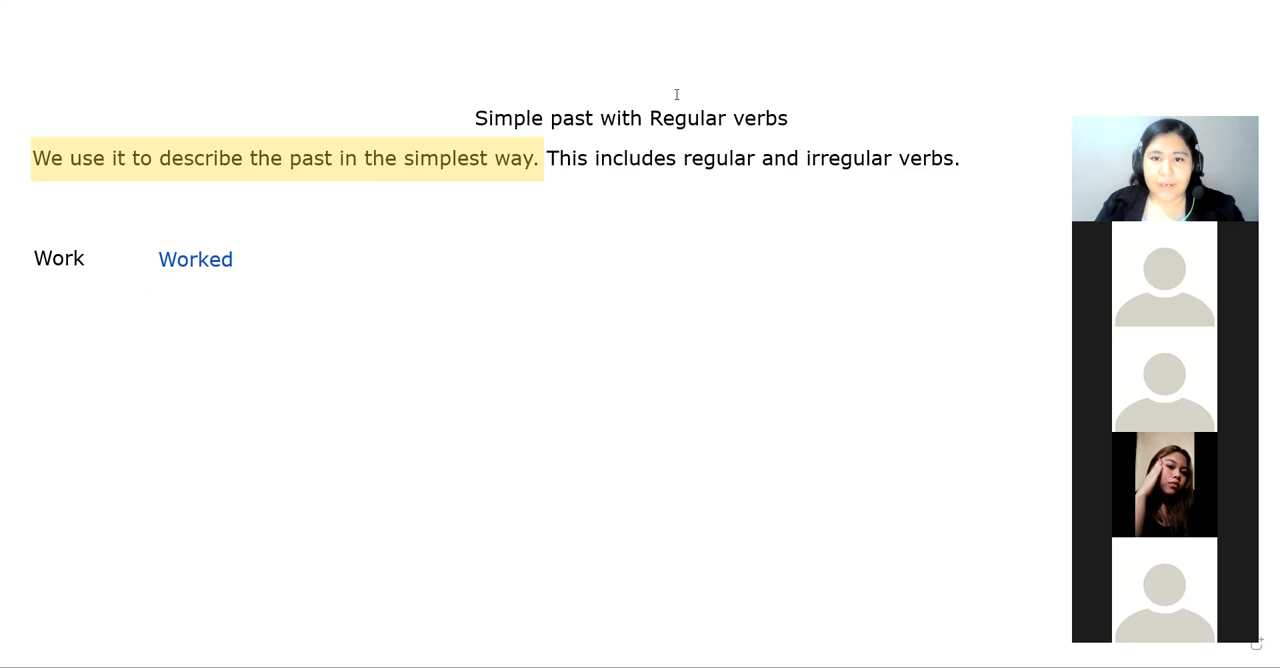 Simple past with Regular verbs
We use it to describe the past in the simplest way. This includes regular and irregular verbs.
Work Worked